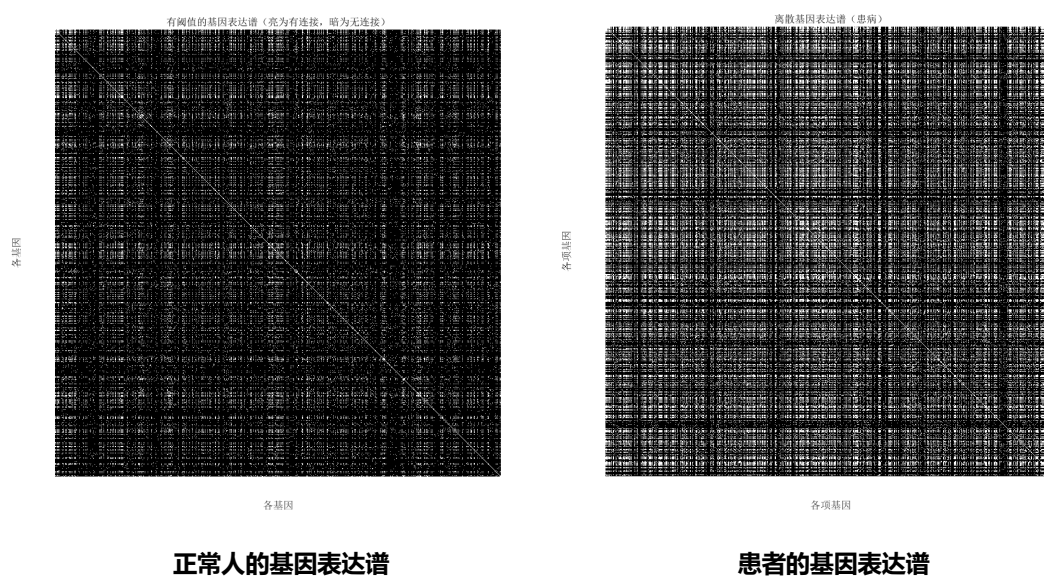 有阈值的基因表达谱（亮为有连接，暗为无连接）
各基因
各基因
正常人的基因表达谱
离散基因表达谱（患病）
各项基因
各项基因
患者的基因表达谱